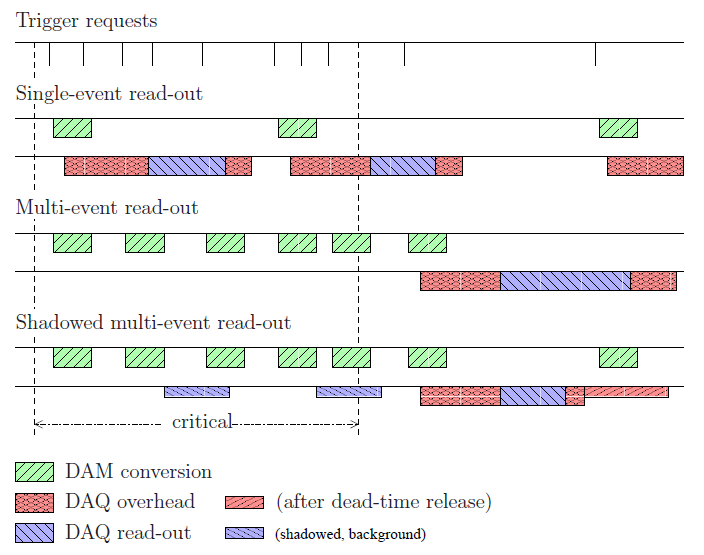 Trigger requests
Single-event read-out
Multi-event read-out
Shadowed multi-event read-out
critical
DAM conversion
DAQ overhead (after dead-time release)
DAQ read-out (shadowed, background)